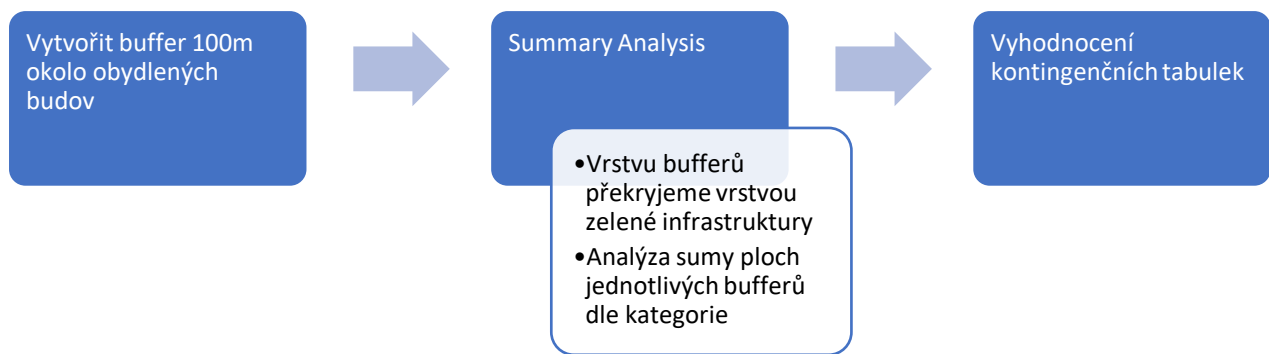 Vytvořit buffer 100m
okolo obydlených
budov
Summary Analysis
•Vrstvu bufferů
překryjeme vrstvou
zelené infrastruktury
•Analýza sumy ploch
jednotlivých bufferů
dle kategorie
Vyhodnocení
kontingenčních tabulek